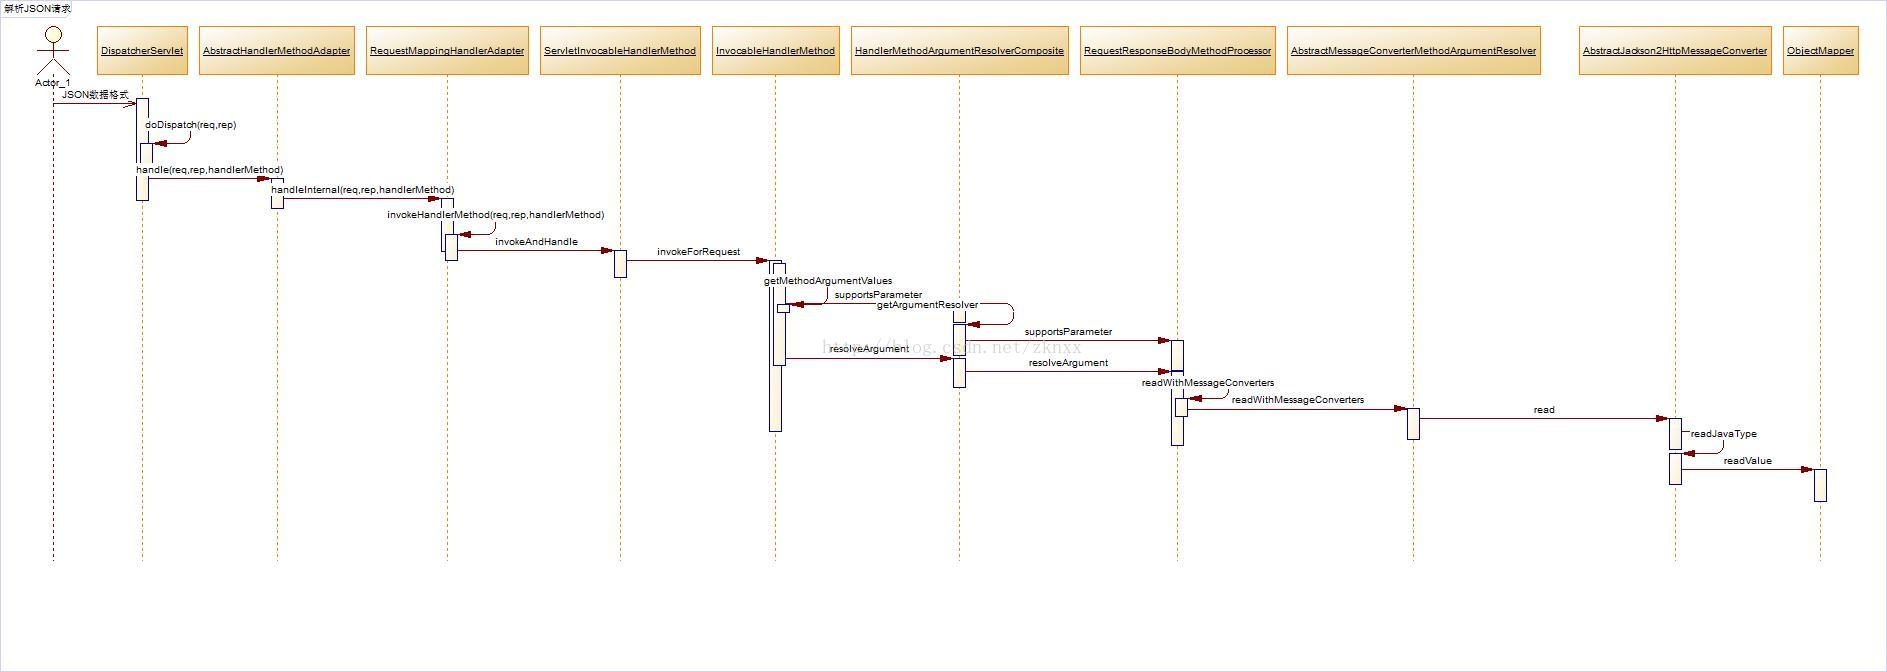 解析JSON请求
DispatcherServlet
AbstractHandlerMethodAdapter
RequestMappingHandlerAdapter
ServletInvocableHandlerMethod
InvocableHandlerMethod
HandlerMethodArgumentResolverComposite
RequestResponseBodyMethodProcessor
AbstractMessageConverterMethodArgumentResolver
AbstractJackson2HttpMessageConverter
ObjectMapper
Actor_1
JSON数据格式
doDispatch(req,rep)
handle(req,rep,handlerMethod)
handleInternal(req,rep,handlerMethod)
invokeHandlerMethod(req,rep,handlerMethod)
invokeAndHandle
invokeForRequest
getMethodArgumentValues
supportsParameter
getArgumentResolver
supportsParameter
http://blog.csdn.net/zknxx
resolveArgument
resolveArgument
readWithMessageConverters
readWithMessageConverters
read
readJavaType
readValue